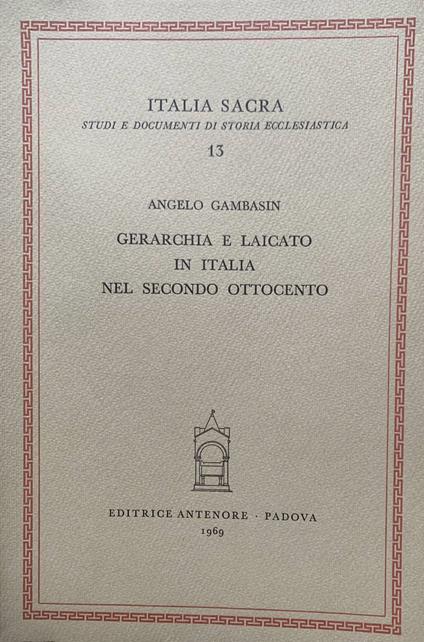 ITALIA SACRA
STUDI E DOCUMENTI DI STORIA ECCLESIASTICA
13
ANGELO GAMBASIN
GERARCHIA E LAICATO
IN ITALIA
NEL SECONDO OTTOCENTO
EDITRICE ANTENORE · PADOVA
1969